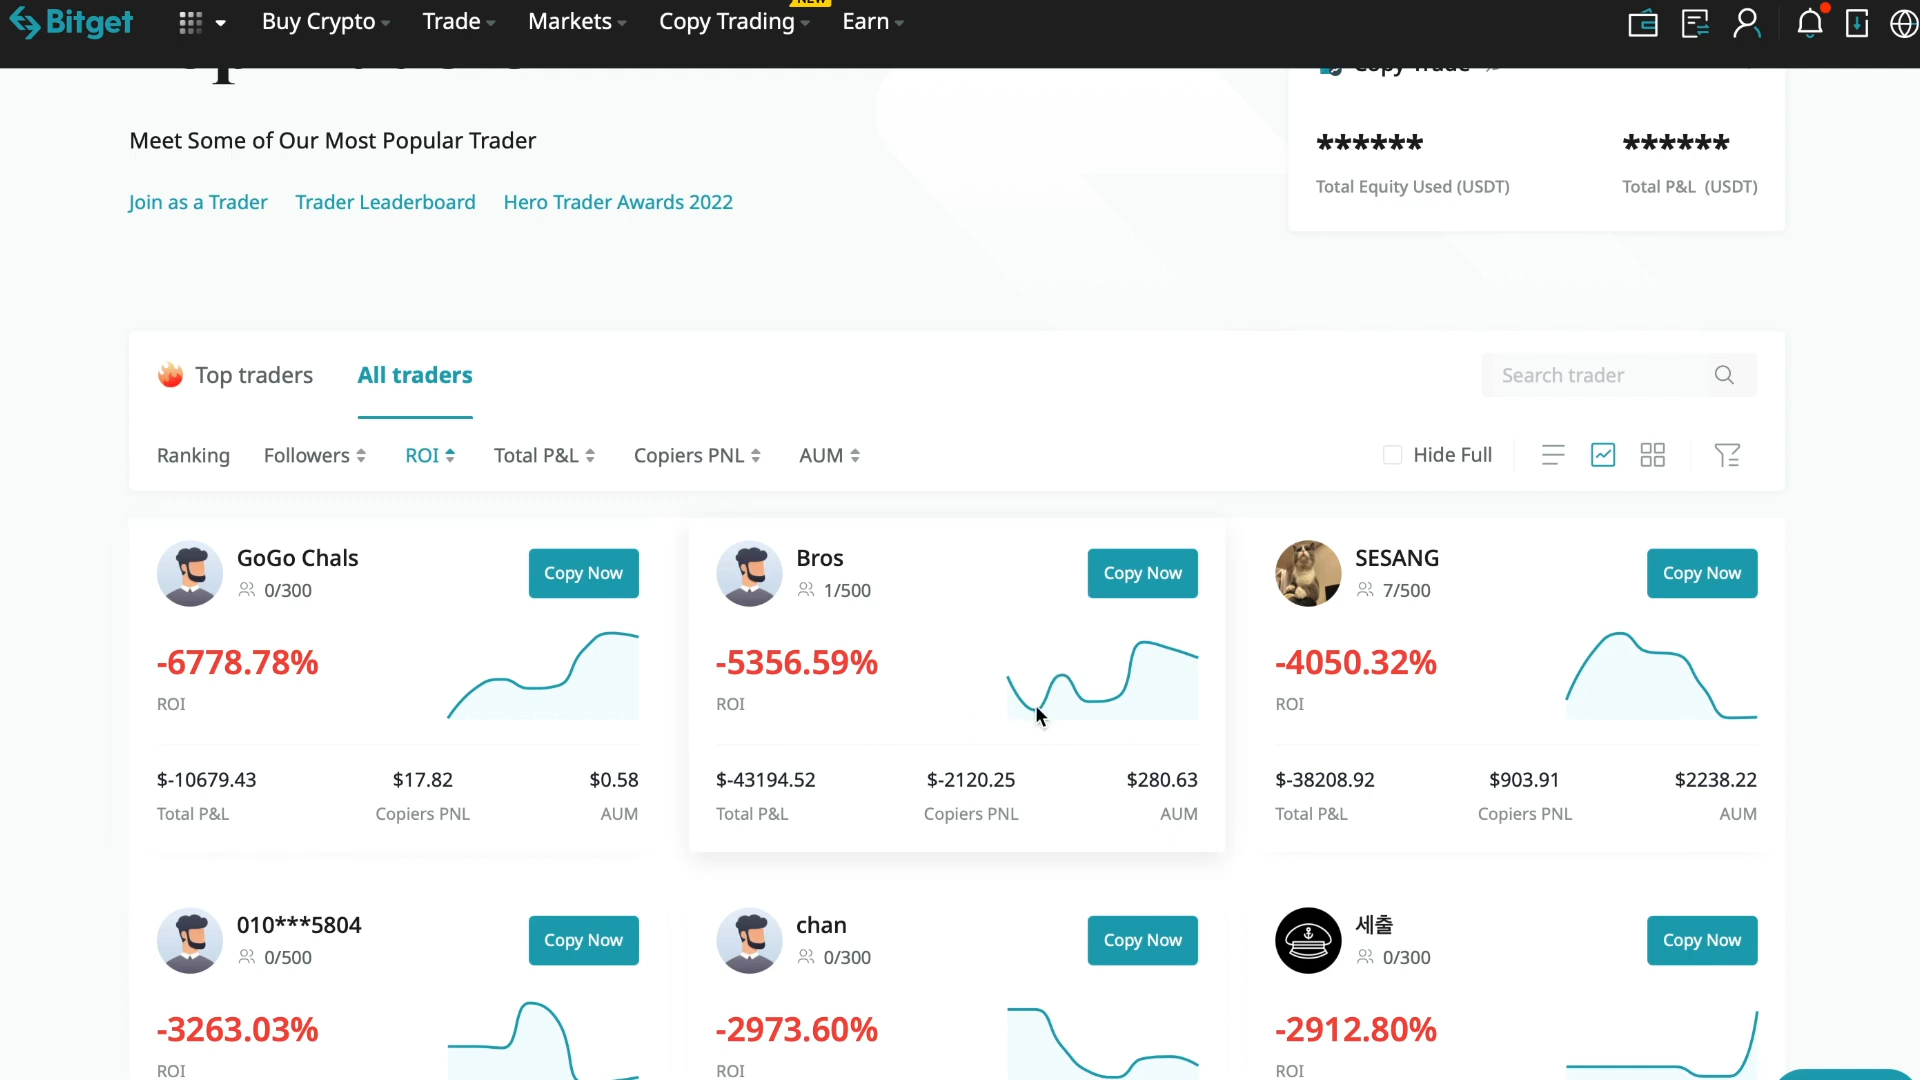 Bitget
Buy Crypto
Trade
Markets
Copy Trading
NEW
Earn
Copy Trade
Meet Some of Our Most Popular Trader
****** ******
Total Equity Used (USDT) Total P&L (USDT)
Join as a Trader Trader Leaderboard Hero Trader Awards 2022
Top traders All traders
Search trader
Ranking Followers ROI Total P&L Copiers PNL AUM
Hide Full
GoGo Chals
0/300
Copy Now
-6778.78%
ROI
$-10679.43 $17.82 $0.58
Total P&L Copiers PNL AUM
Bros
1/500
Copy Now
-5356.59%
ROI
$-43194.52 $-2120.25 $280.63
Total P&L Copiers PNL AUM
SESANG
7/500
Copy Now
-4050.32%
ROI
$-38208.92 $903.91 $2238.22
Total P&L Copiers PNL AUM
010***5804
0/500
Copy Now
-3263.03%
ROI
chan
0/300
Copy Now
-2973.60%
ROI
세출
0/300
Copy Now
-2912.80%
ROI